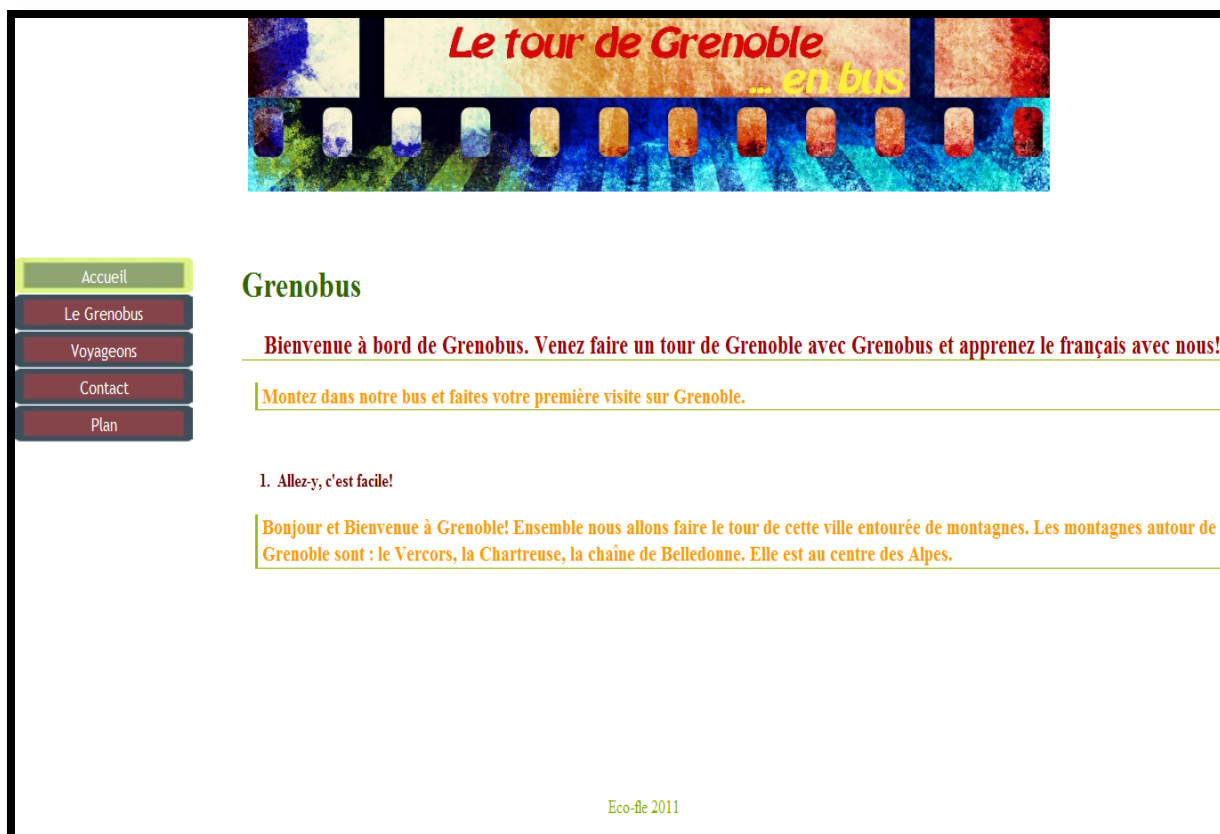 Le tour de Grenoble
... en bus
Accueil
Le Grenobus
Voyageons
Contact
Plan
Grenobus
Bienvenue à bord de Grenobus. Venez faire un tour de Grenoble avec Grenobus et apprenez le français avec nous!
Montez dans notre bus et faites votre première visite sur Grenoble.
1. Allez-y, c'est facile!
Bonjour et Bienvenue à Grenoble! Ensemble nous allons faire le tour de cette ville entourée de montagnes. Les montagnes autour de
Grenoble sont : le Vercors, la Chartreuse, la chaîne de Belledonne. Elle est au centre des Alpes.
Eco-fle 2011